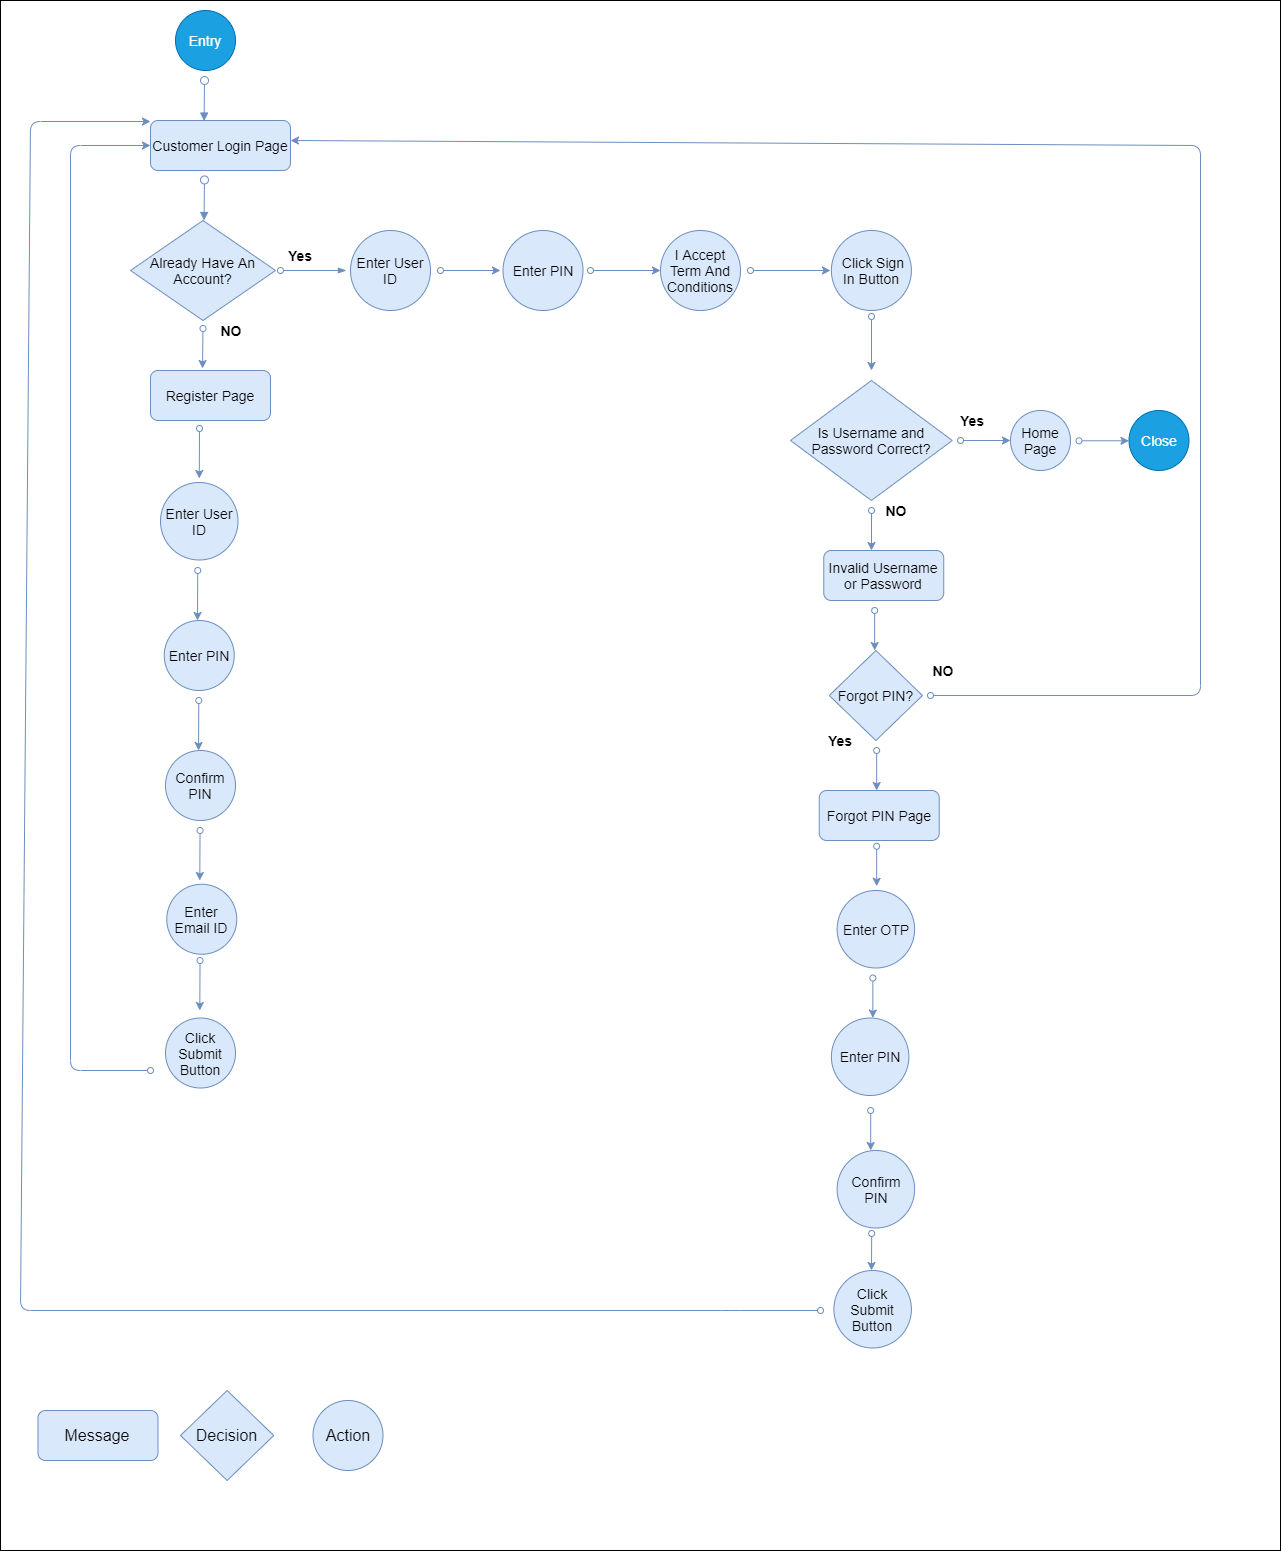 Entry
Customer Login Page
Already Have An
Account?
Yes
Enter User
ID
Enter PIN
I Accept
Term And
Conditions
Click Sign
In Button
NO
Register Page
Enter User
ID
Enter PIN
Confirm
PIN
Enter
Email ID
Click
Submit
Button
Is Username and
Password Correct?
Yes
Home
Page
Close
NO
Invalid Username
or Password
Forgot PIN?
NO
Yes
Forgot PIN Page
Enter OTP
Enter PIN
Confirm
PIN
Click
Submit
Button
Message
Decision
Action